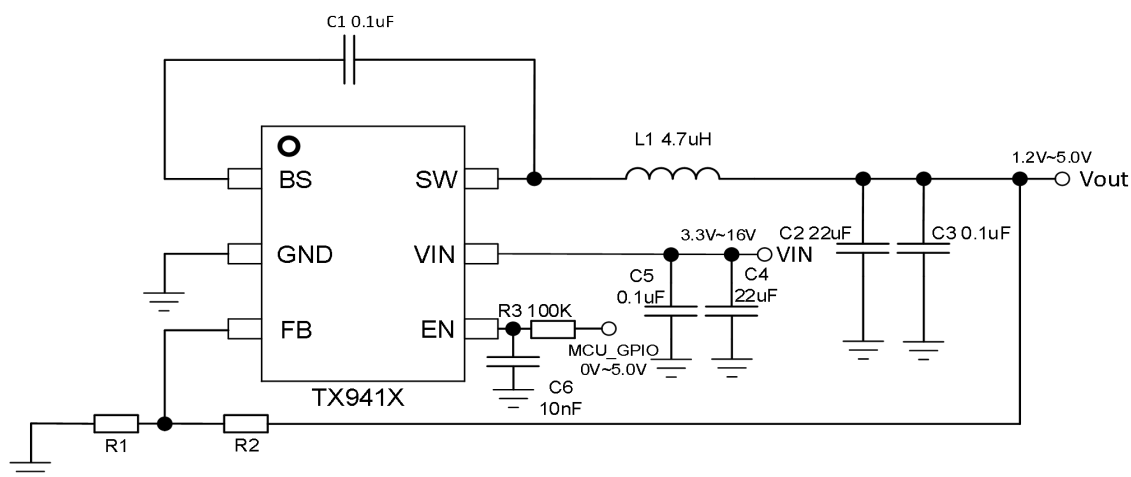 C1 0.1uF
L1 4.7uH
1.2V~5.0V
BS
SW
Vout
3.3V~16V
C2 22uF
C3 0.1uF
GND
VIN
VIN
C5
0.1uF
C4
22uF
R3 100K
FB
EN
MCU_GPIO
0V~5.0V
TX941X
C6
10nF
R1
R2